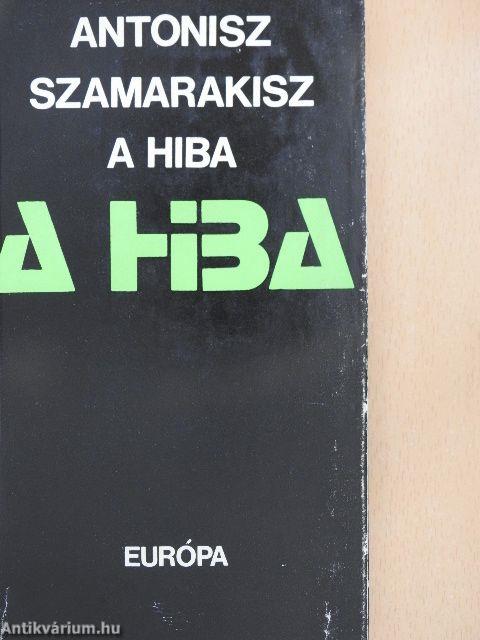 ANTONISZ
SZAMARAKISZ
A HIBA
A HiBA
EURÓPA
Antikvárium.hu